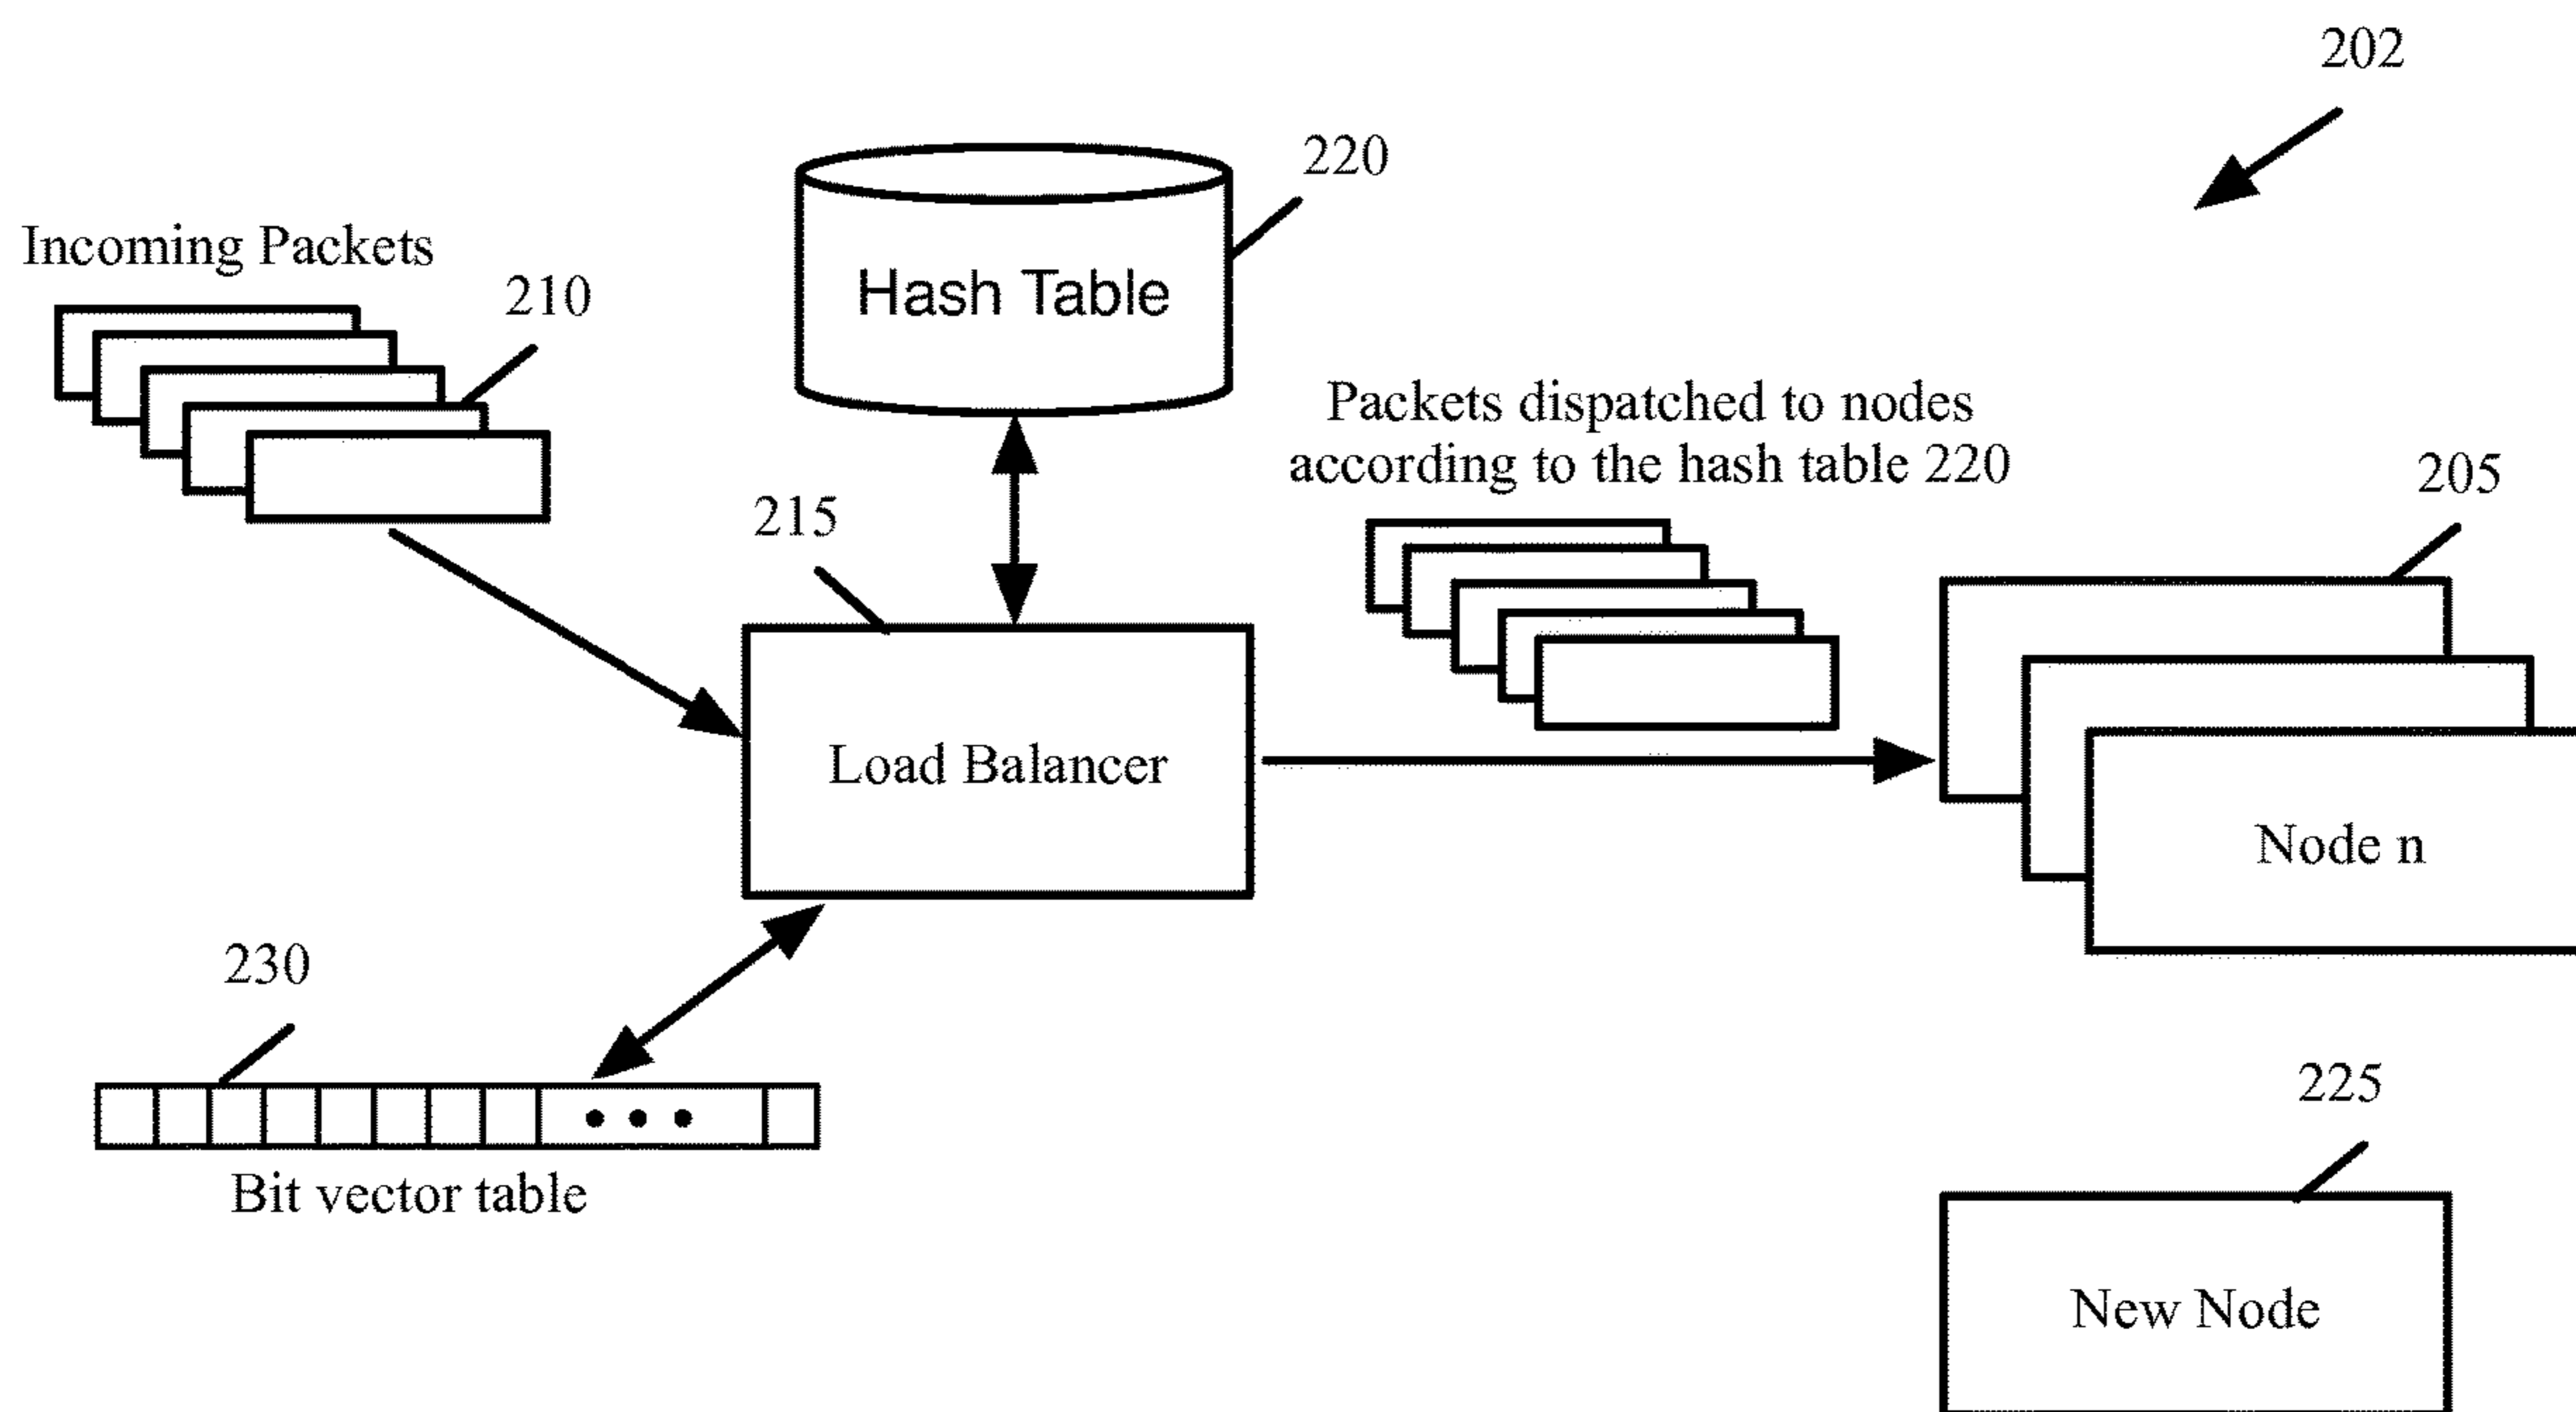 202
220
Incoming Packets
210
Hash Table
Packets dispatched to nodes
according to the hash table 220
205
215
Load Balancer
Node n
230
225
Bit vector table
New Node